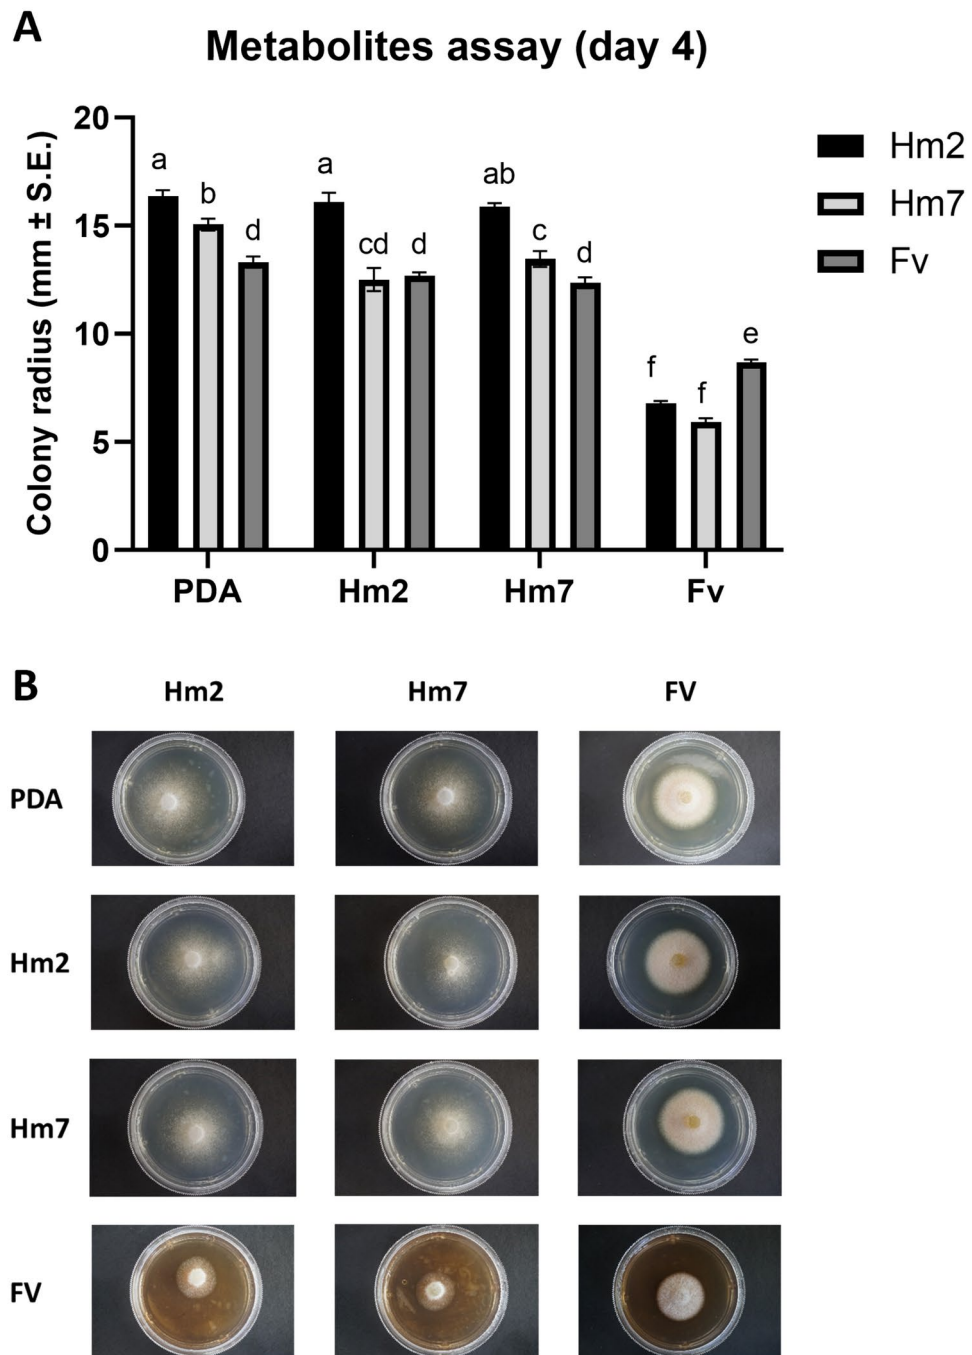 A
Metabolites assay (day 4)
Colony radius (mm ± S.E.)
20
15
10
5
0
a
b
d
a
cd
d
ab
c
d
f
f
e
PDA
Hm2
Hm7
Fv
Hm2
Hm7
Fv
B
Hm2
Hm7
FV
PDA
Hm2
Hm7
FV